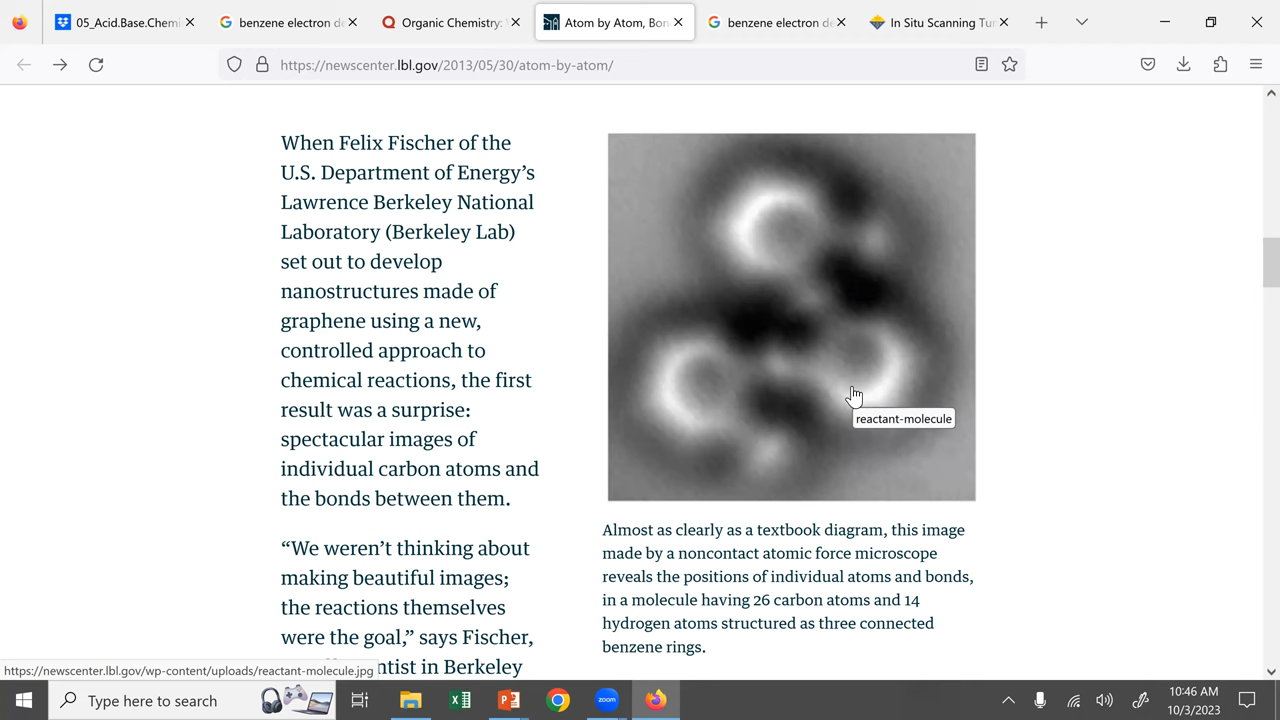 05_Acid.Base.Chemi
benzene electron de
Organic Chemistry:
Atom by Atom, Bon
benzene electron de
In Situ Scanning Tur
https://newscenter.lbl.gov/2013/05/30/atom-by-atom/
When Felix Fischer of the
U.S. Department of Energy’s
Lawrence Berkeley National
Laboratory (Berkeley Lab)
set out to develop
nanostructures made of
graphene using a new,
controlled approach to
chemical reactions, the first
result was a surprise:
spectacular images of
individual carbon atoms and
the bonds between them.
“We weren’t thinking about
making beautiful images;
the reactions themselves
were the goal,” says Fischer,
ntist in Berkeley
reactant-molecule
Almost as clearly as a textbook diagram, this image
made by a noncontact atomic force microscope
reveals the positions of individual atoms and bonds,
in a molecule having 26 carbon atoms and 14
hydrogen atoms structured as three connected
benzene rings.
https://newscenter.lbl.gov/wp-content/uploads/reactant-molecule.jpg
Type here to search
zoom
10:46 AM
10/3/2023